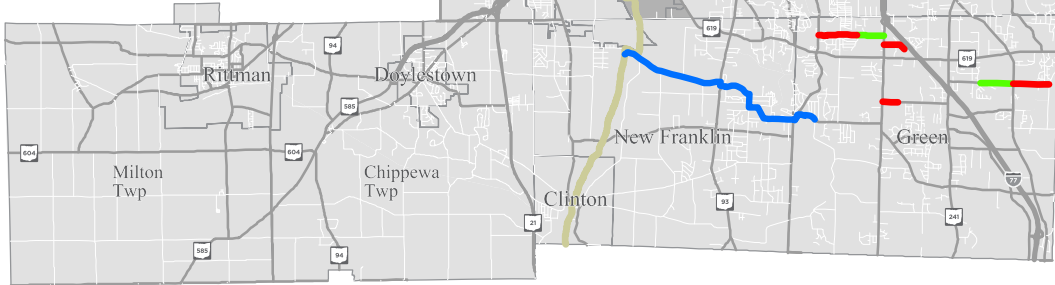 619
94
619
Rittman
Doylestown
585
New Franklin
Green
604
604
Milton
Twp
Chippewa
Twp
77
Clinton
93
241
21
585
94